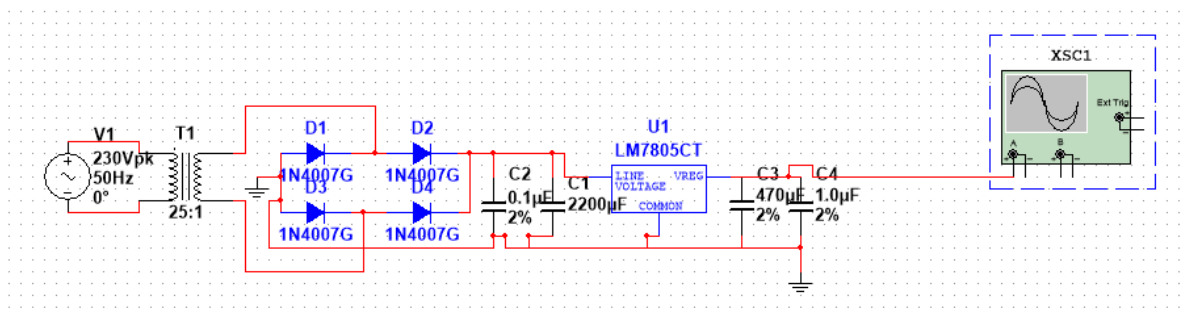 XSC1
Ext Trig
+
-
A
B
+ - + -
V1
230Vpk
50Hz
0°
T1
25:1
D1
1N4007G
D2
1N4007G
D3
1N4007G
D4
1N4007G
C2
0.1µF
2%
C1
2200µF
U1
LM7805CT
LINE VREG
VOLTAGE
COMMON
C3
470µF
2%
C4
1.0µF
2%